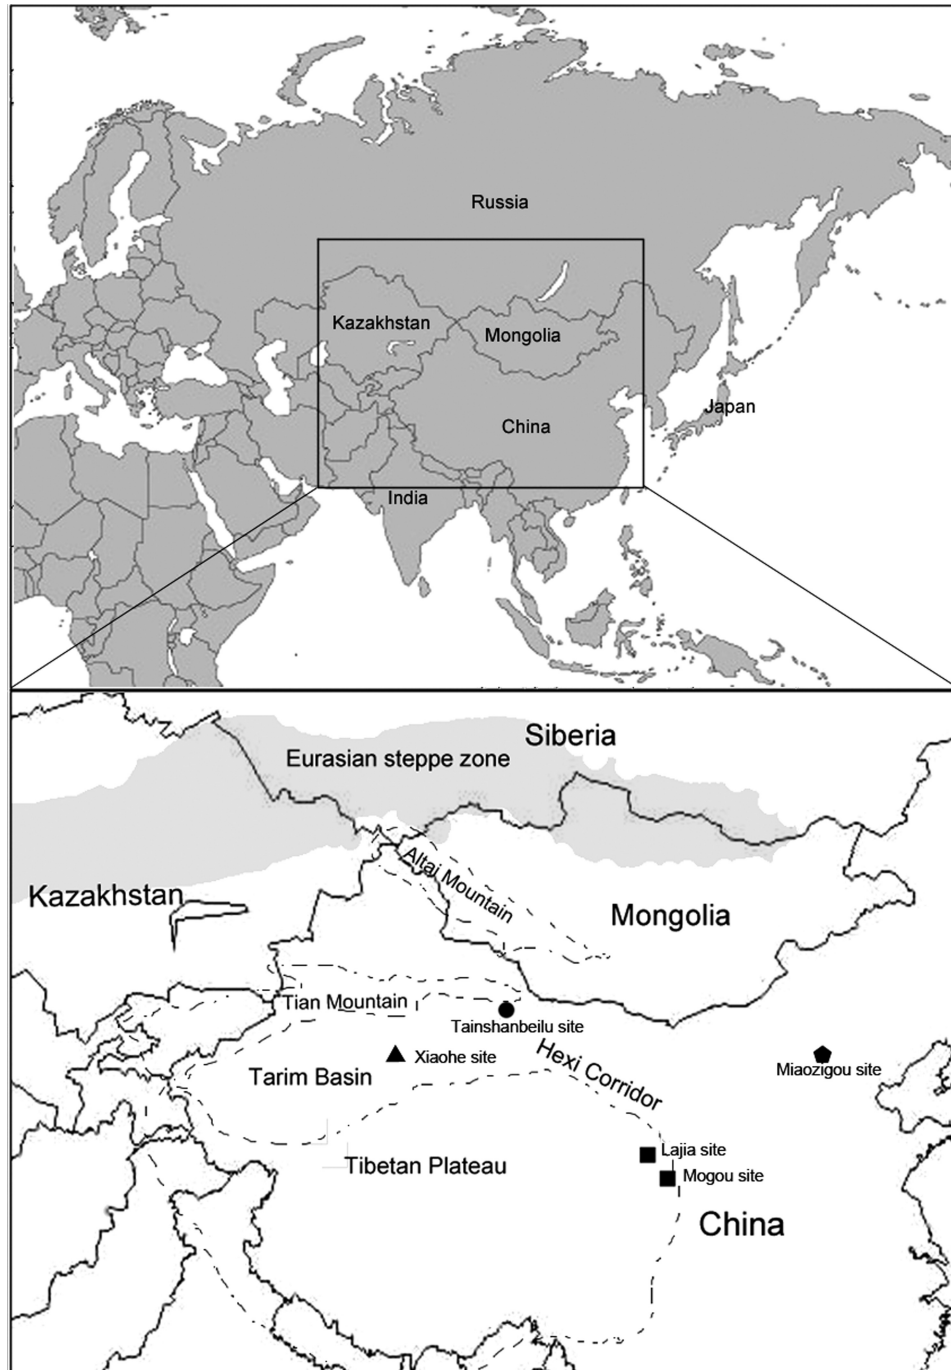 Russia
Kazakhstan
Mongolia
Japan
China
India
Siberia
Eurasian steppe zone
Altai Mountain
Kazakhstan
Mongolia
Tian Mountain
Tainshanbeilu site
Xiaohe site
Hexi Corridor
Miaozigou site
Tarim Basin
Lajia site
Tibetan Plateau
Mogou site
China